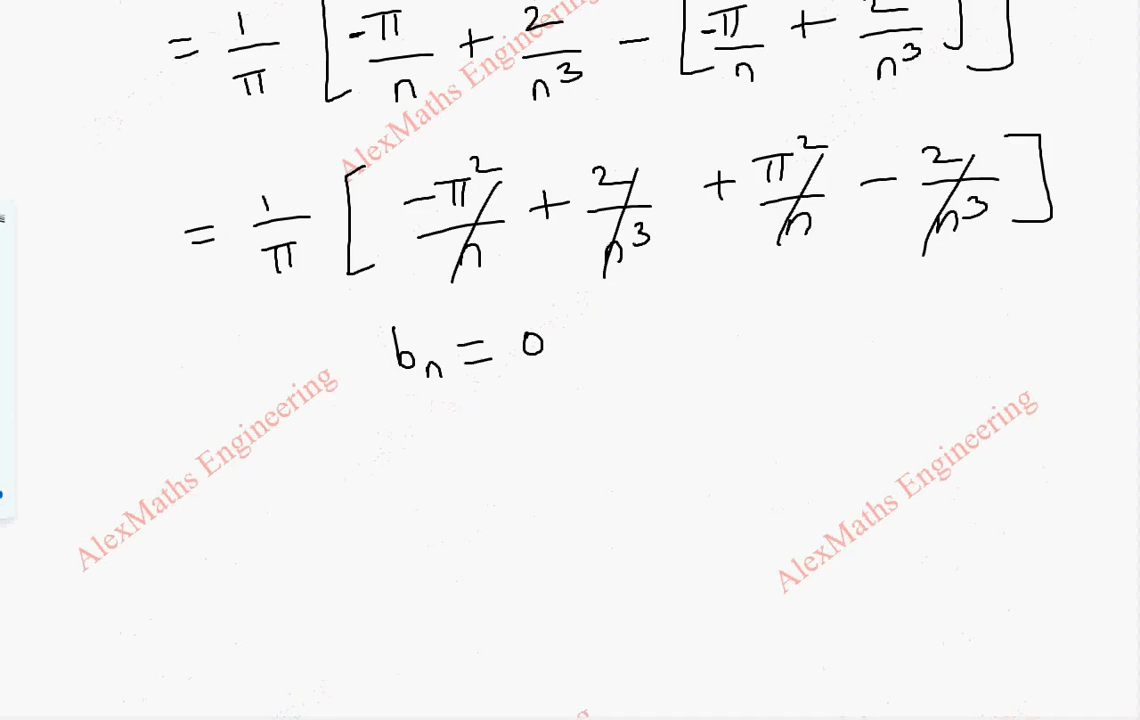 = 1/π [ -π/n + 2/n³ - [ -π/n + 2/n³ ] ]
= 1/π [ -π²/n + 2/n³ + π²/n - 2/n³ ]
bn = 0
AlexMaths Engineering
AlexMaths Engineering
AlexMaths Engineering